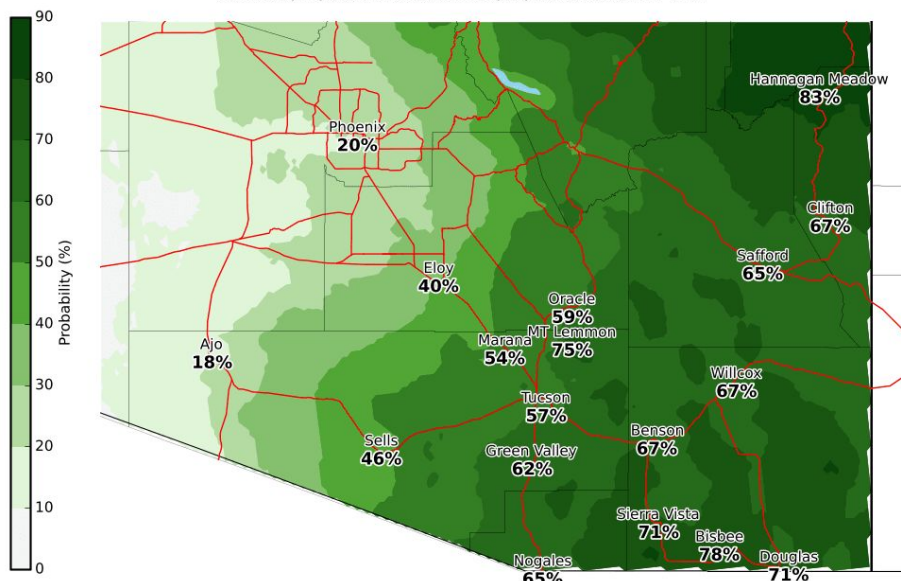 90
80
70
60
50
40
30
20
10
0
Probability (%)
Hannagan Meadow
83%
Phoenix
20%
Clifton
67%
Safford
65%
Eloy
40%
Oracle
59%
MT Lemmon
75%
Marana
54%
Ajo
18%
Willcox
67%
Tucson
57%
Sells
46%
Benson
67%
Green Valley
62%
Sierra Vista
71%
Bisbee
78%
Douglas
71%
Nogales
65%